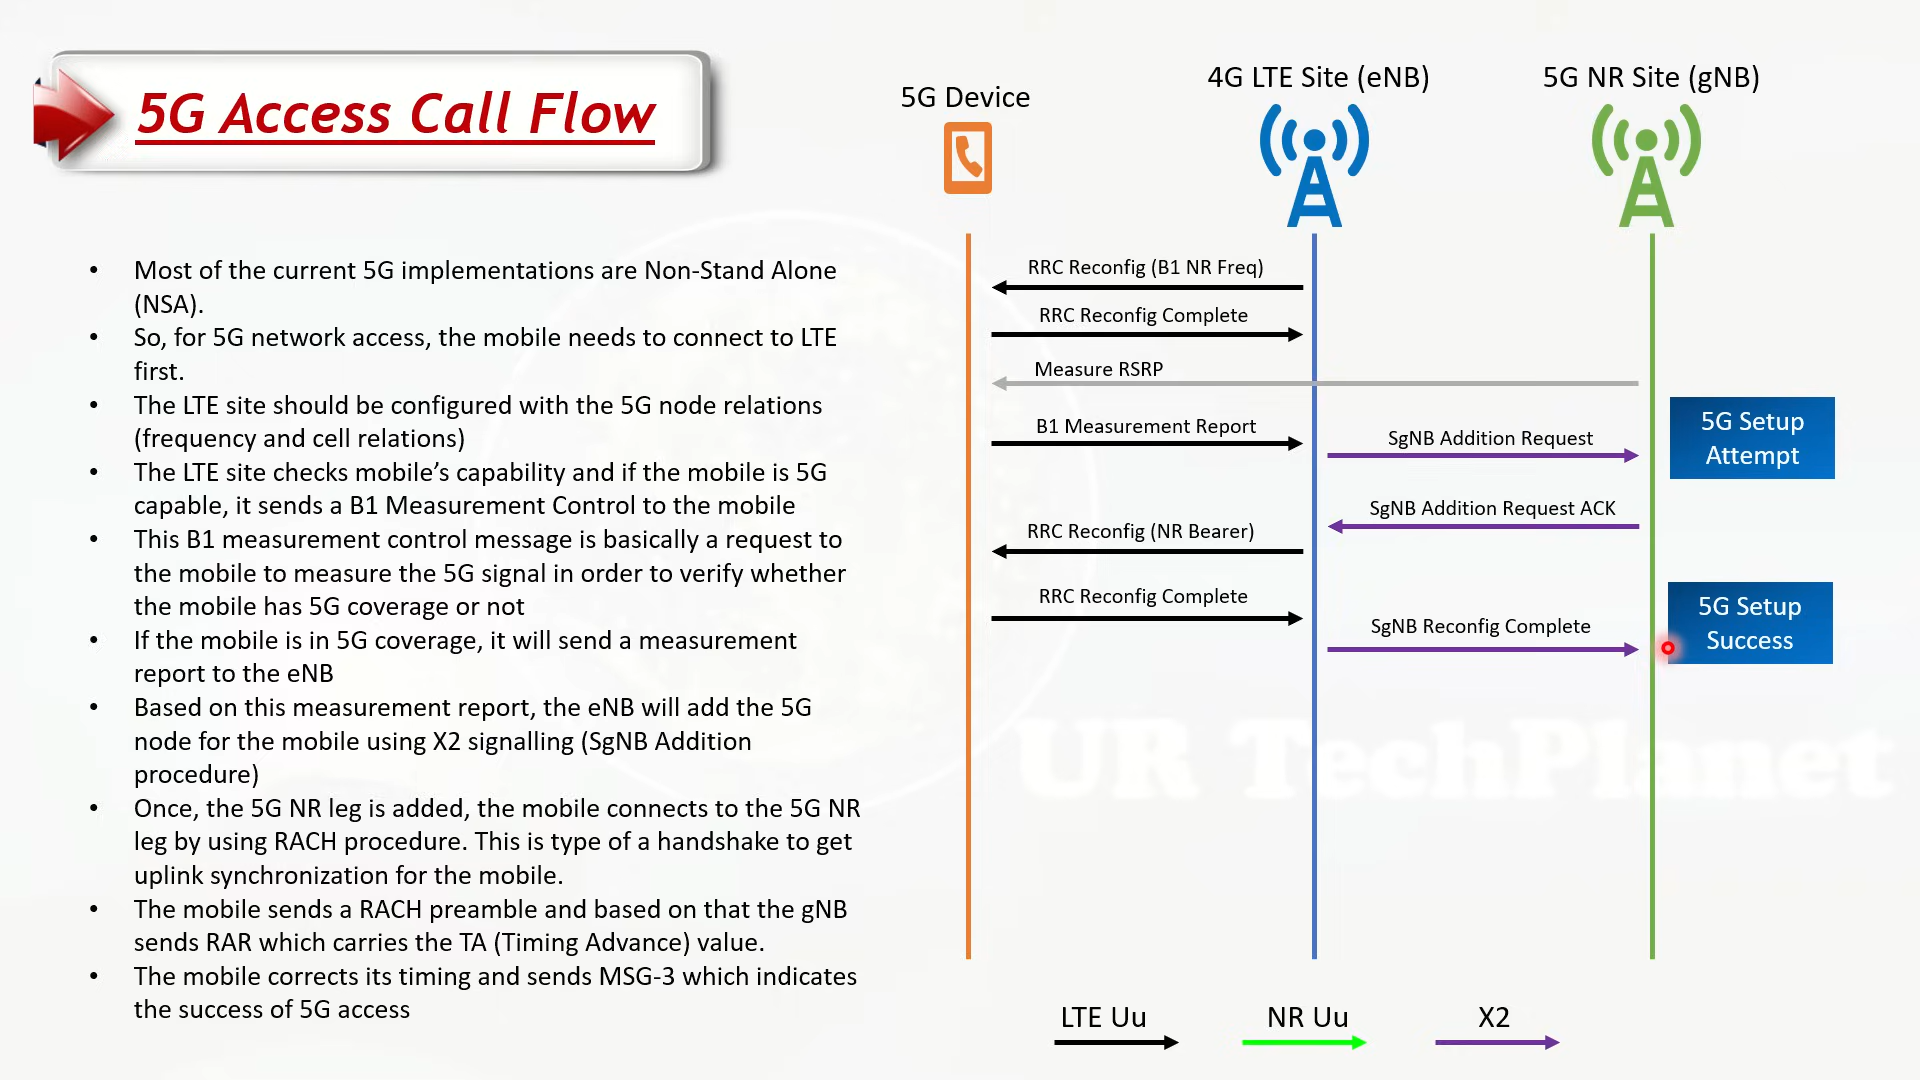 5G Access Call Flow
• Most of the current 5G implementations are Non-Stand Alone
(NSA).
• So, for 5G network access, the mobile needs to connect to LTE
first.
• The LTE site should be configured with the 5G node relations
(frequency and cell relations)
• The LTE site checks mobile’s capability and if the mobile is 5G
capable, it sends a B1 Measurement Control to the mobile
• This B1 measurement control message is basically a request to
the mobile to measure the 5G signal in order to verify whether
the mobile has 5G coverage or not
• If the mobile is in 5G coverage, it will send a measurement
report to the eNB
• Based on this measurement report, the eNB will add the 5G
node for the mobile using X2 signalling (SgNB Addition
procedure)
• Once, the 5G NR leg is added, the mobile connects to the 5G NR
leg by using RACH procedure. This is type of a handshake to get
uplink synchronization for the mobile.
• The mobile sends a RACH preamble and based on that the gNB
sends RAR which carries the TA (Timing Advance) value.
• The mobile corrects its timing and sends MSG-3 which indicates
the success of 5G access
5G Device
4G LTE Site (eNB)
5G NR Site (gNB)
RRC Reconfig (B1 NR Freq)
RRC Reconfig Complete
Measure RSRP
B1 Measurement Report
SgNB Addition Request
5G Setup
Attempt
SgNB Addition Request ACK
RRC Reconfig (NR Bearer)
RRC Reconfig Complete
SgNB Reconfig Complete
5G Setup
Success
UR TechPlanet
LTE Uu
NR Uu
X2